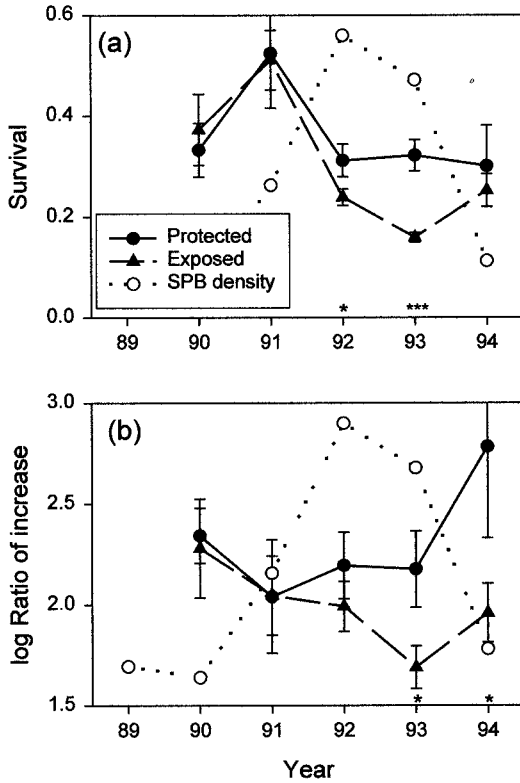 (a)
0.6
0.4
0.2
0.0
Survival
Protected
Exposed
SPB density
* ***
89 90 91 92 93 94
(b)
3.0
2.5
2.0
1.5
log Ratio of increase
* *
89 90 91 92 93 94
Year